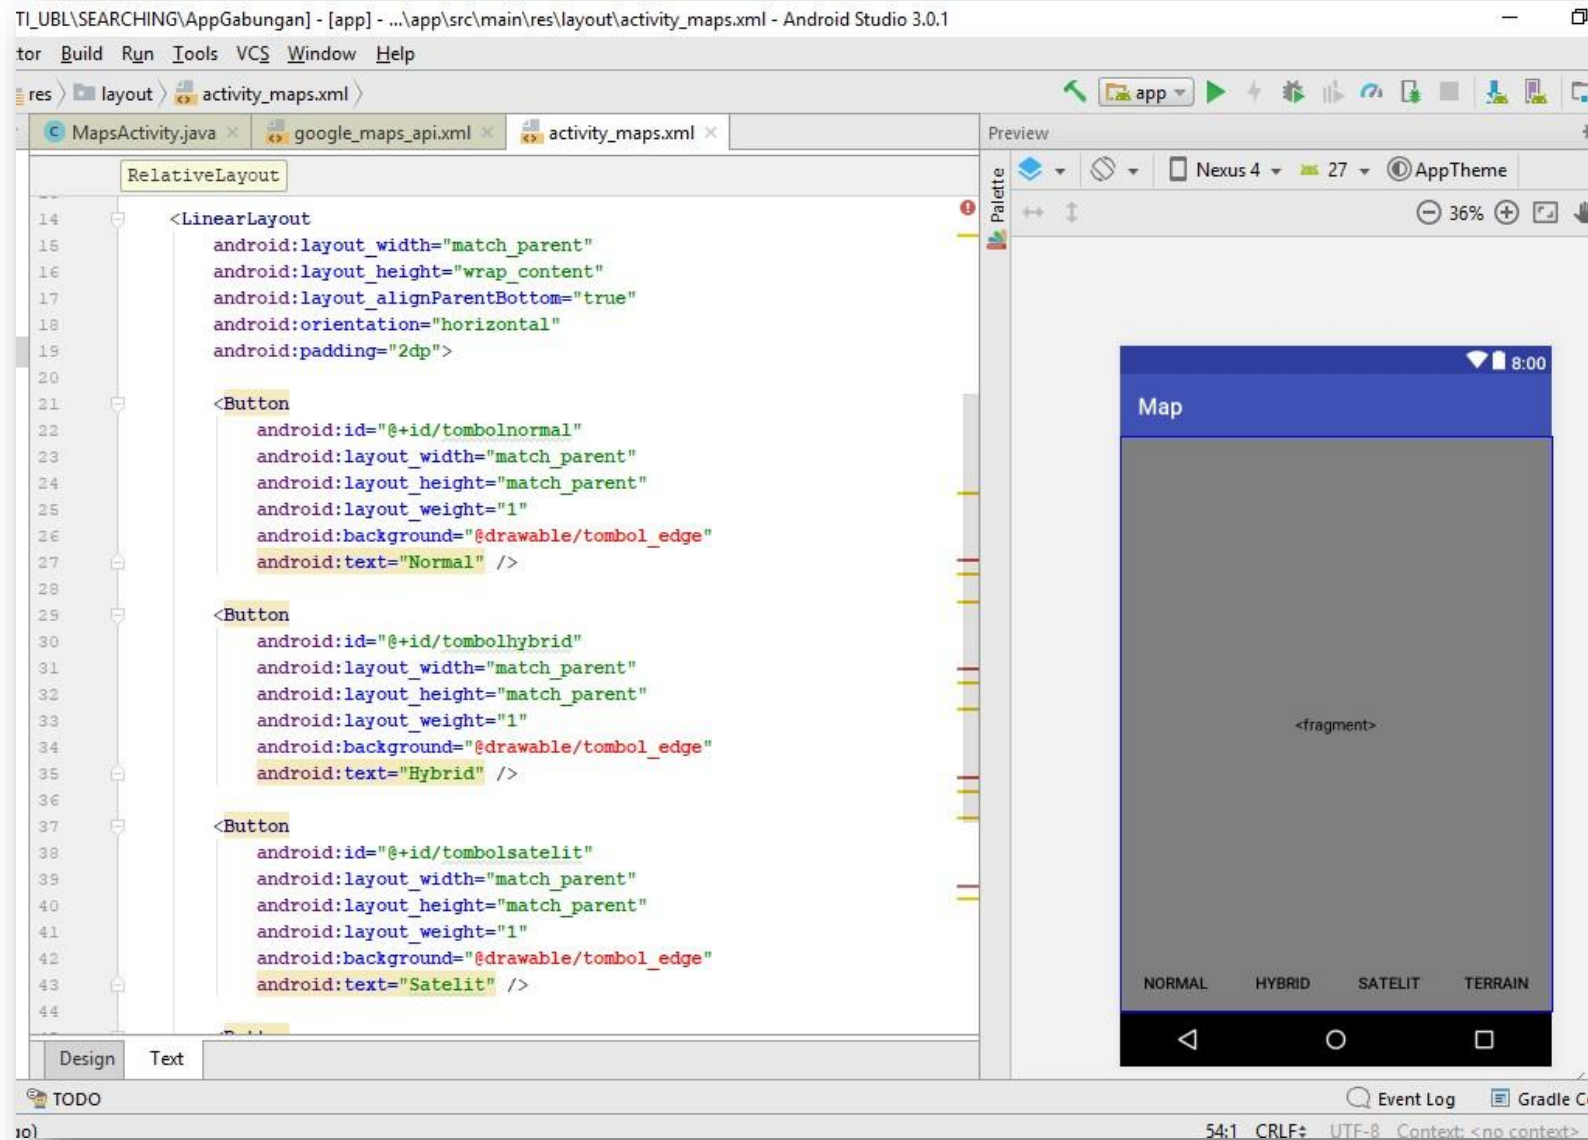 TI_UBL\SEARCHING\AppGabungan] - [app] - ...\app\src\main\res\layout\activity_maps.xml - Android Studio 3.0.1
tor Build Run Tools VCS Window Help
res layout activity_maps.xml app
MapsActivity.java google_maps_api.xml activity_maps.xml
Preview
RelativeLayout
Palette
Nexus 4 27 AppTheme
36%
14 <LinearLayout
15 android:layout_width="match_parent"
16 android:layout_height="wrap_content"
17 android:layout_alignParentBottom="true"
18 android:orientation="horizontal"
19 android:padding="2dp">
20
21 <Button
22 android:id="@+id/tombolnormal"
23 android:layout_width="match_parent"
24 android:layout_height="match_parent"
25 android:layout_weight="1"
26 android:background="@drawable/tombol_edge"
27 android:text="Normal" />
28
29 <Button
30 android:id="@+id/tombolhybrid"
31 android:layout_width="match_parent"
32 android:layout_height="match_parent"
33 android:layout_weight="1"
34 android:background="@drawable/tombol_edge"
35 android:text="Hybrid" />
36
37 <Button
38 android:id="@+id/tombolsatelit"
39 android:layout_width="match_parent"
40 android:layout_height="match_parent"
41 android:layout_weight="1"
42 android:background="@drawable/tombol_edge"
43 android:text="Satelit" />
44
8:00
Map
<fragment>
NORMAL HYBRID SATELIT TERRAIN
Design Text
TODO
Event Log Gradle C
54:1 CRLF UTF-8 Context: <no context>